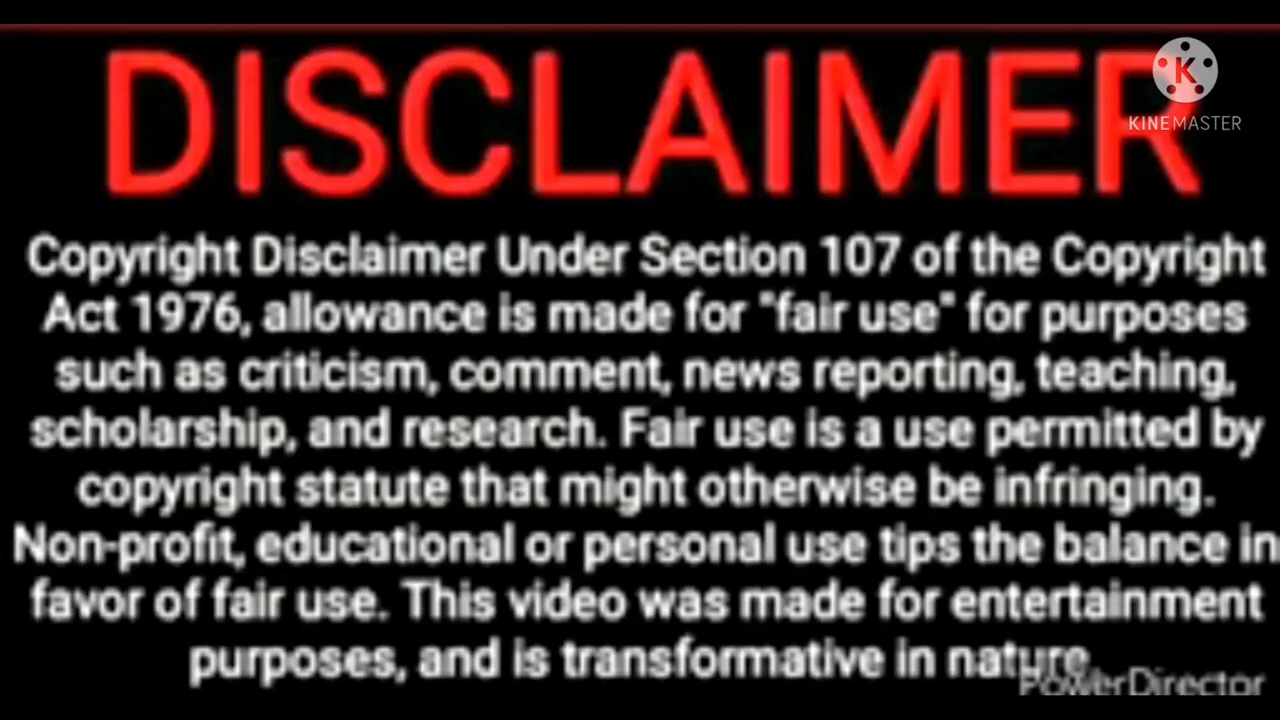 DISCLAIMER
K
KINEMASTER
Copyright Disclaimer Under Section 107 of the Copyright
Act 1976, allowance is made for "fair use" for purposes
such as criticism, comment, news reporting, teaching,
scholarship, and research. Fair use is a use permitted by
copyright statute that might otherwise be infringing.
Non-profit, educational or personal use tips the balance in
favor of fair use. This video was made for entertainment
purposes, and is transformative in nature
PowerDirector